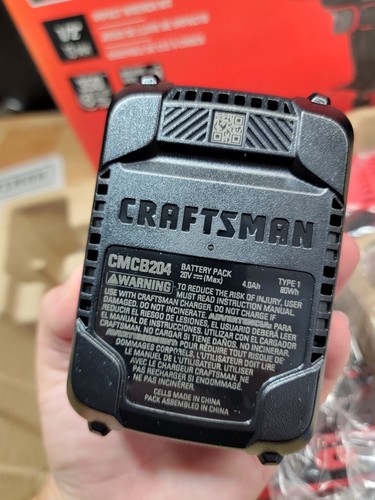 CRAFTSMAN
CMCB204 BATTERY PACK TYPE 1
20V (Max) 4.0Ah 80Wh
WARNING TO REDUCE THE RISK OF INJURY, USER
MUST READ INSTRUCTION MANUAL.
USE WITH CRAFTSMAN CHARGER. DO NOT CHARGE IF
DAMAGED, DO NOT INCINERATE. PARA
REDUCIR EL RIESGO DE LESIONES, EL USUARIO DEBERÁ LEER
EL MANUAL DE INSTRUCCIONES. UTILIZAR CON EL CARGADOR
CRAFTSMAN. NO CARGAR SI TIENE DAÑOS, NO INCINERAR.
POUR RÉDUIRE TOUT RISQUE DE
DOMMAGES CORPORELS, L'UTILISATEUR DOIT LIRE
LE MANUEL DE L'UTILISATEUR. UTILISER
AVEC LE CHARGEUR CRAFTSMAN. NE
PAS RECHARGER SI ENDOMMAGÉ,
NE PAS INCINÉRER.
CELLS MADE IN CHINA
PACK ASSEMBLED IN CHINA